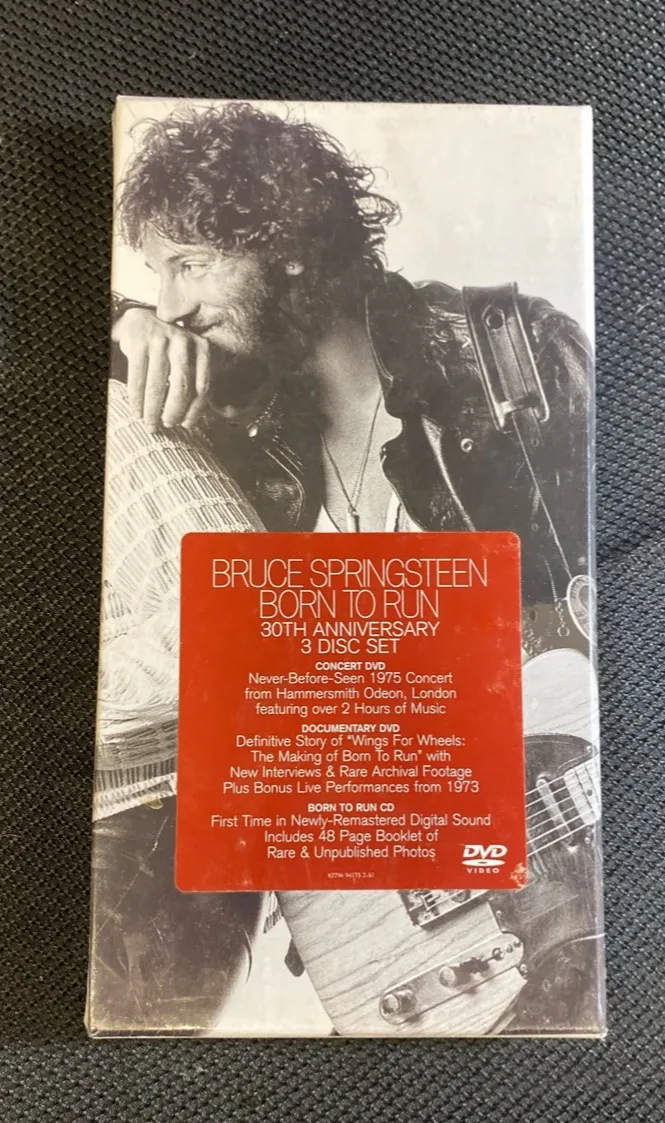 BRUCE SPRINGSTEEN
BORN TO RUN
30TH ANNIVERSARY
3 DISC SET
CONCERT DVD
Never-Before-Seen 1975 Concert
from Hammersmith Odeon, London
featuring over 2 Hours of Music
DOCUMENTARY DVD
Definitive Story of "Wings For Wheels:
The Making of Born To Run" with
New Interviews & Rare Archival Footage
Plus Bonus Live Performances from 1973
BORN TO RUN CD
First Time in Newly-Remastered Digital Sound
Includes 48 Page Booklet of
Rare & Unpublished Photos
DVD
VIDEO